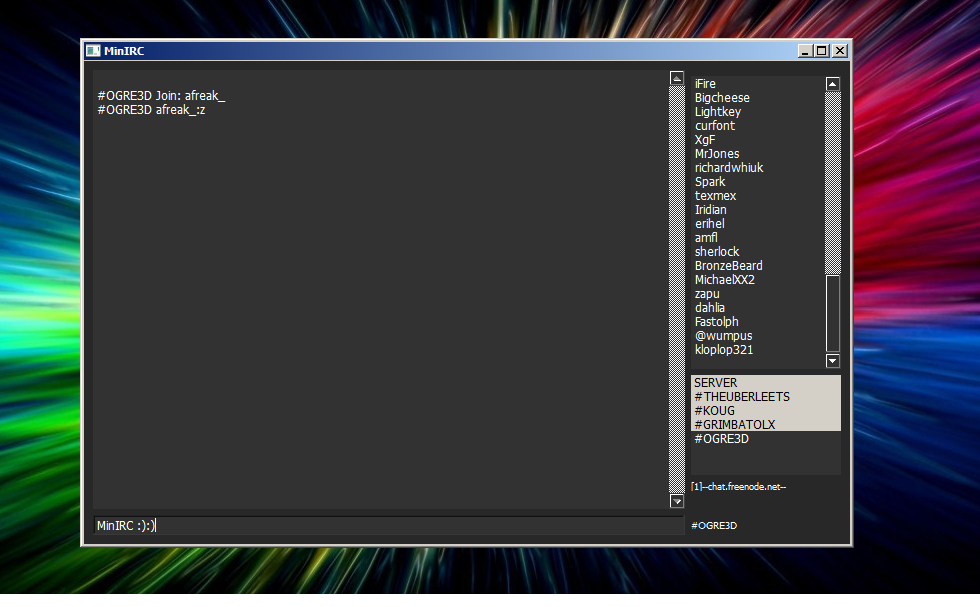 MinIRC
#OGRE3D Join: afreak_
#OGRE3D afreak_:z
MinIRC :):)
iFire
Bigcheese
Lightkey
curfont
XgF
MrJones
richardwhiuk
Spark
texmex
Iridian
erihel
amfl
sherlock
BronzeBeard
MichaelXX2
zapu
dahlia
Fastolph
@wumpus
kloplop321
SERVER
#THEUBERLEETS
#KOUG
#GRIMBATOLX
#OGRE3D
[1]--chat.freenode.net--
#OGRE3D